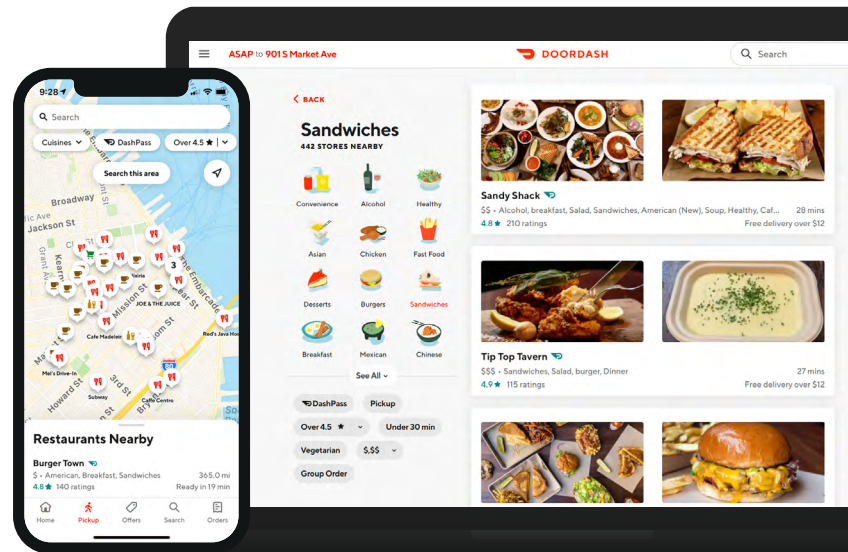 9:28
Search
Cuisines
DashPass
Over 4.5 ★
Search this area
Broadway
Jackson St
3
JOE & THE JUICE
Mission St
Cafe Madelein
Red's Java Ho
Mel's Drive-In
Howard St
3rd St
Subway
Caffe Centro
80
Restaurants Nearby
Burger Town
$ • American, Breakfast, Sandwiches 365.0 mi
4.8 ★ 140 ratings Ready in 19 min
Home Pickup Offers Search Orders
ASAP to 901 S Market Ave
DOORDASH
Search
BACK
Sandwiches
442 STORES NEARBY
Convenience Alcohol Healthy
Asian Chicken Fast Food
Desserts Burgers Sandwiches
Breakfast Mexican Chinese
See All
DashPass Pickup
Over 4.5 ★ Under 30 min
Vegetarian $,$$
Group Order
Sandy Shack
$$ • Alcohol, breakfast, Salad, Sandwiches, American (New), Soup, Healthy, Caf... 28 mins
4.8 ★ 210 ratings Free delivery over $12
Tip Top Tavern
$$$ • Sandwiches, Salad, burger, Dinner 27 mins
4.9 ★ 115 ratings Free delivery over $12